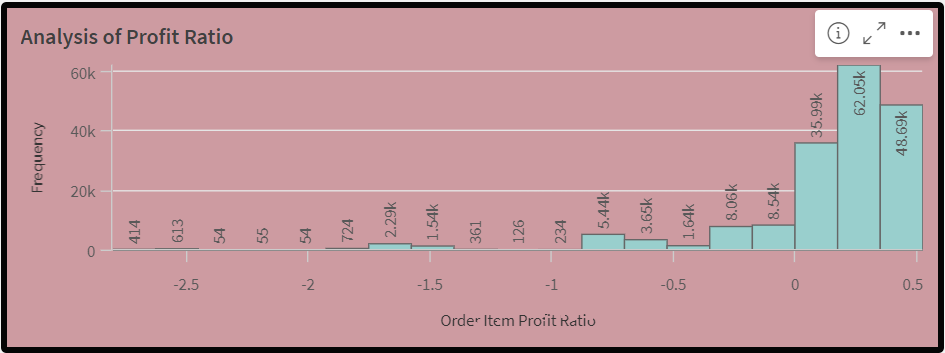 Analysis of Profit Ratio
Frequency
60k
40k
20k
0
414 613 54 55 54 724 2.29k 1.54k 361 126 234 5.44k 3.65k 1.64k 8.06k 8.54k 35.99k 62.05k 48.69k
-2.5 -2 -1.5 -1 -0.5 0 0.5
Order Item Profit Ratio